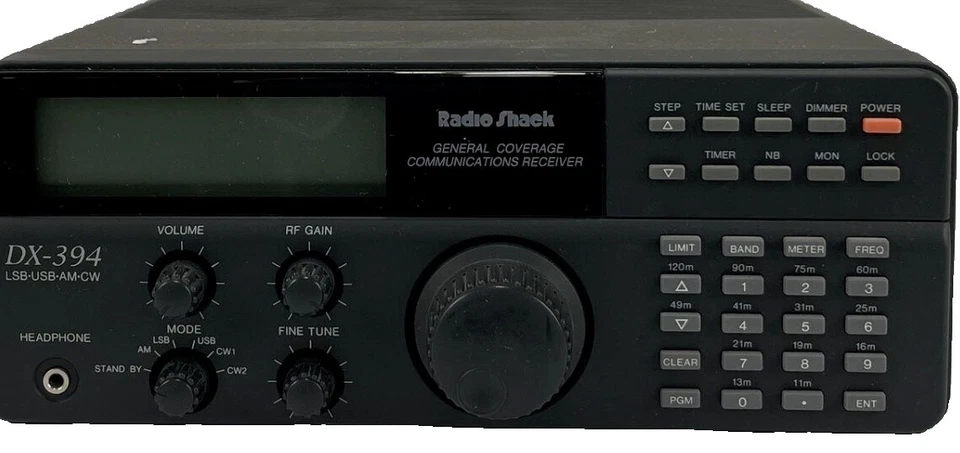 STEP TIME SET SLEEP DIMMER POWER
△
Radio Shack
GENERAL COVERAGE
COMMUNICATIONS RECEIVER
TIMER NB MON LOCK
▽
DX-394
LSB·USB·AM·CW
VOLUME RF GAIN
LIMIT BAND METER FREQ
120m 90m 75m 60m
△ 1 2 3
49m 41m 31m 25m
▽ 4 5 6
21m 19m 16m
CLEAR 7 8 9
13m 11m
PGM 0 · ENT
HEADPHONE
MODE
LSB USB
AM CW1
STAND BY CW2
FINE TUNE